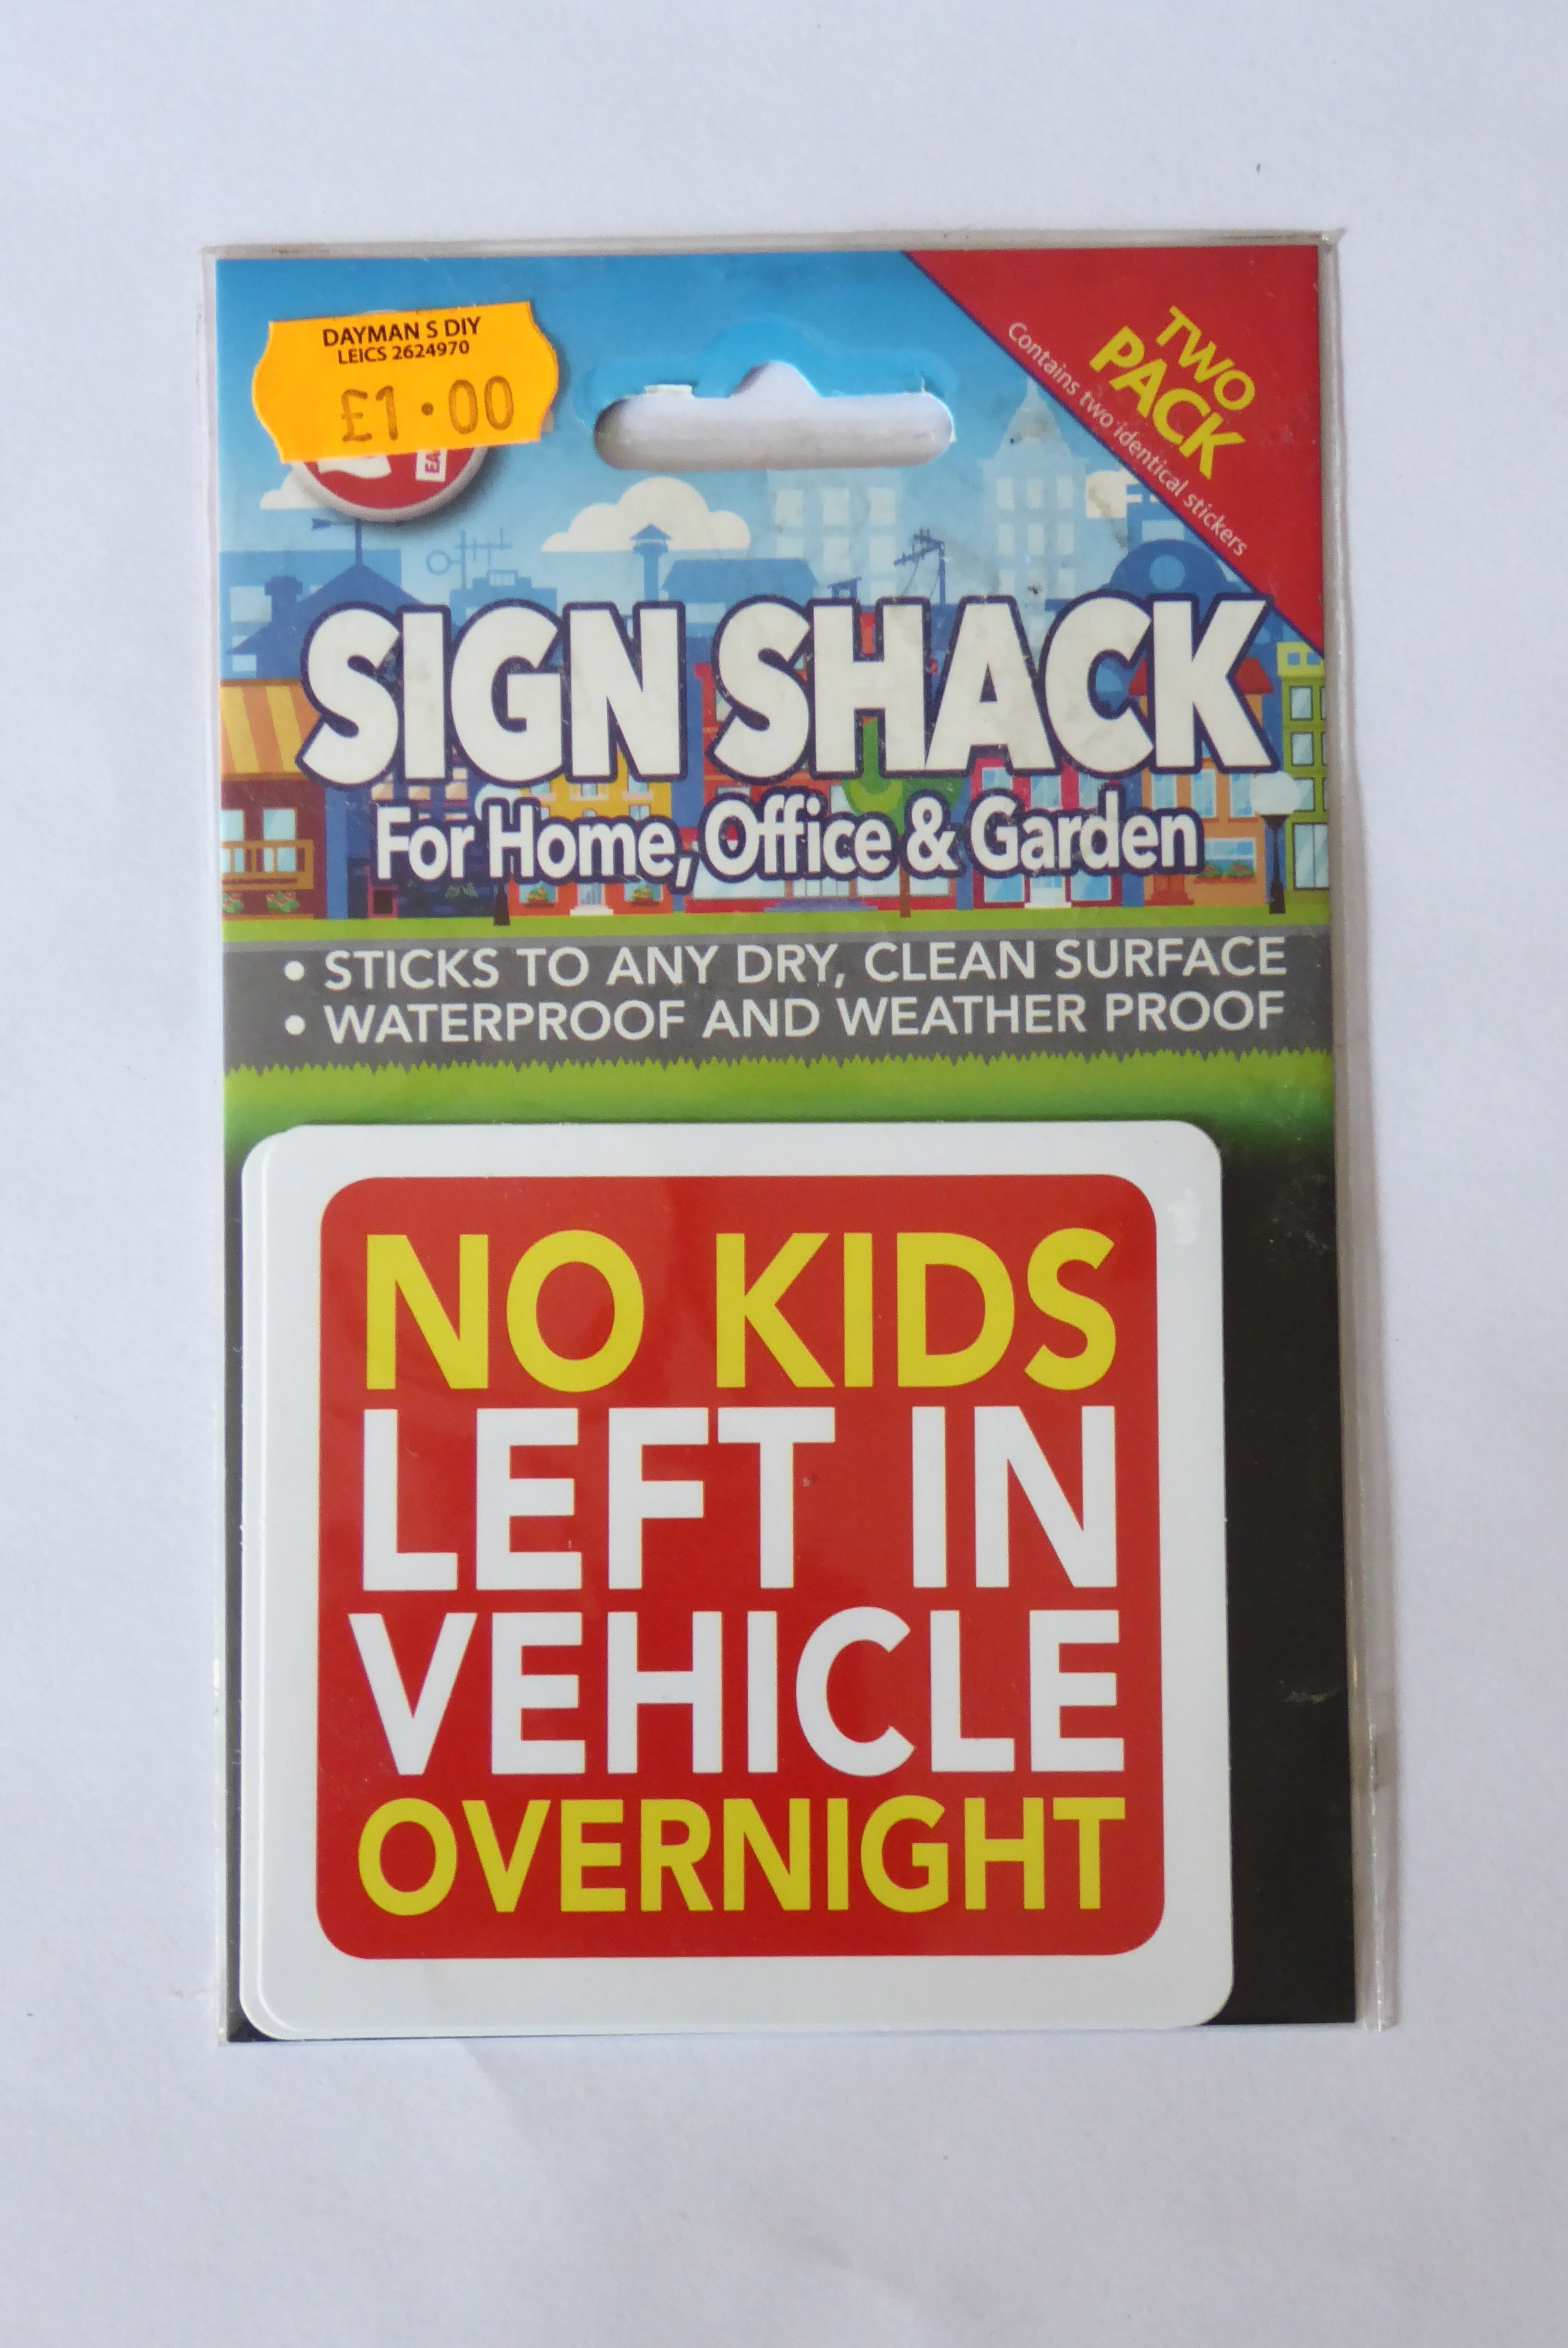 DAYMAN S DIY
LEICS 2624970
£1.00
TWO
PACK
Contains two identical stickers
SIGN SHACK
For Home, Office & Garden
• STICKS TO ANY DRY, CLEAN SURFACE
• WATERPROOF AND WEATHER PROOF
NO KIDS
LEFT IN
VEHICLE
OVERNIGHT